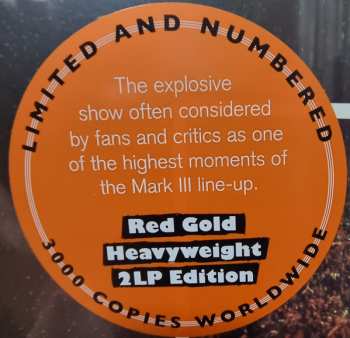 LIMITED AND NUMBERED
The explosive
show often considered
by fans and critics as one
of the highest moments of
the Mark III line-up.
Red Gold
Heavyweight
2LP Edition
3000 COPIES WORLDWIDE